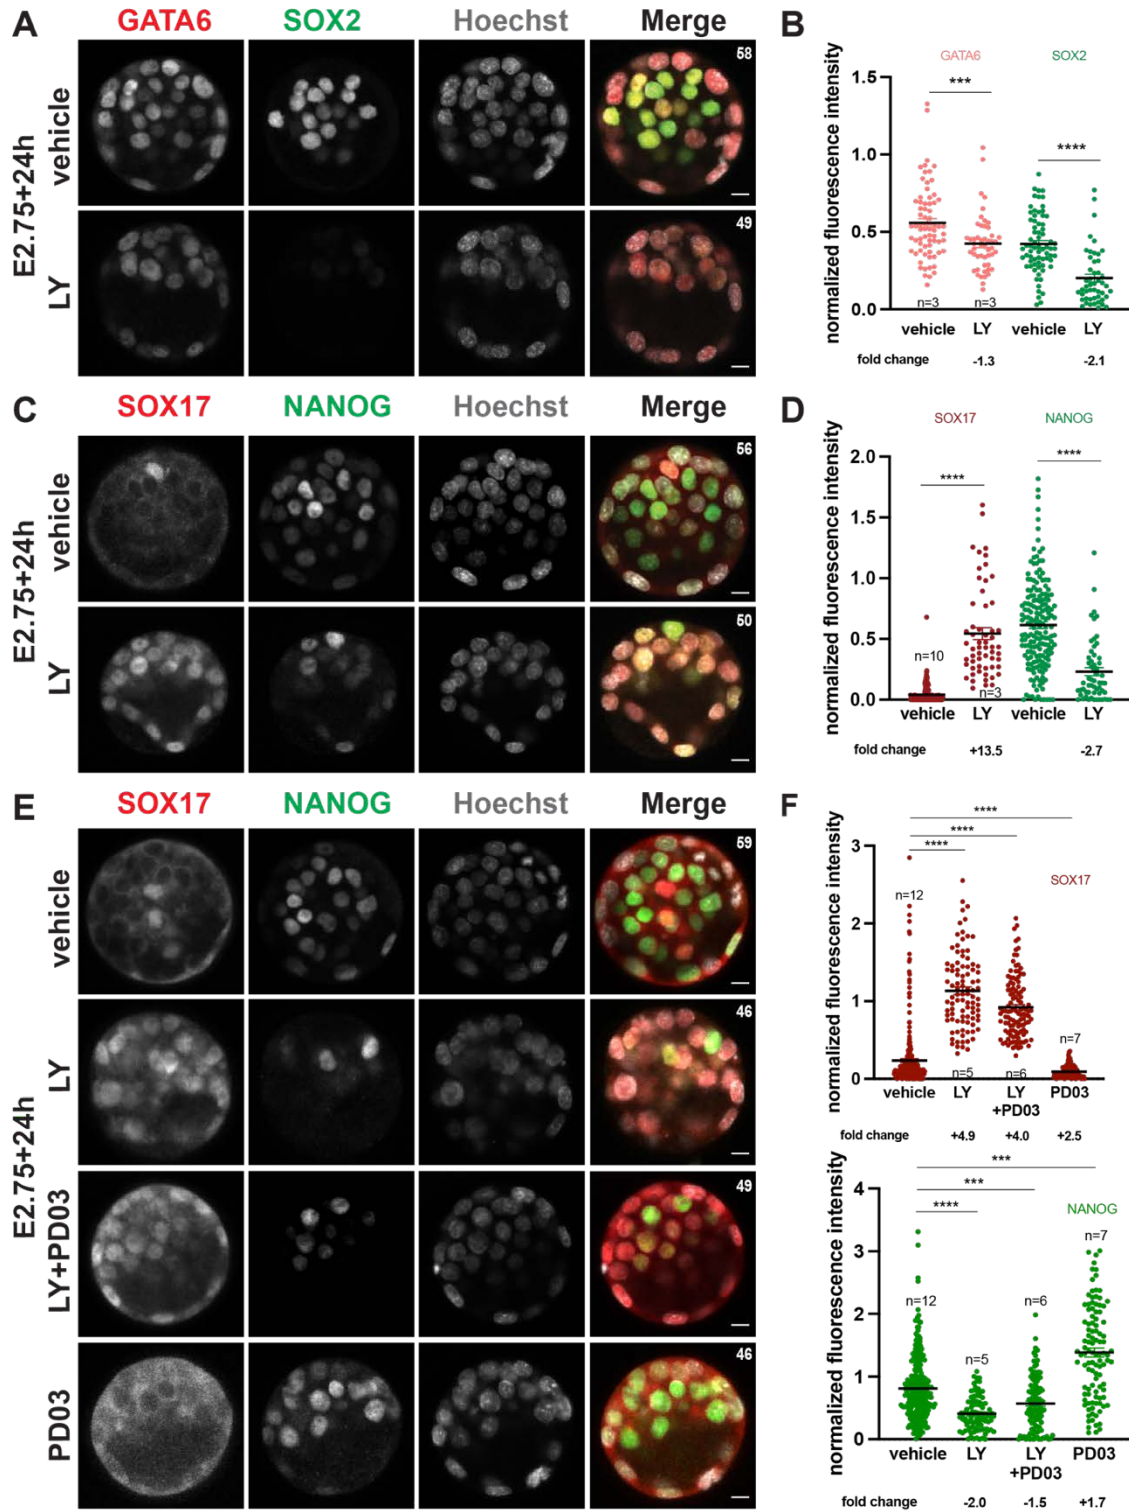 A
GATA6 SOX2 Hoechst Merge
E2.75+24h
vehicle
58
LY
49
B
GATA6 SOX2
normalized fluorescence intensity
1.5
1.0
0.5
0.0
***
****
n=3 n=3
vehicle LY vehicle LY
fold change -1.3 -2.1
C
SOX17 NANOG Hoechst Merge
E2.75+24h
vehicle
56
LY
50
D
SOX17 NANOG
normalized fluorescence intensity
2.0
1.5
1.0
0.5
0.0
****
****
n=10
n=3
vehicle LY vehicle LY
fold change +13.5 -2.7
E
SOX17 NANOG Hoechst Merge
E2.75+24h
vehicle
59
LY
46
LY+PD03
49
PD03
46
F
SOX17
normalized fluorescence intensity
3
2
1
0
****
****
****
n=12
n=5
n=6
n=7
vehicle LY LY PD03
+PD03
fold change +4.9 +4.0 +2.5
NANOG
normalized fluorescence intensity
4
3
2
1
0
***
***
****
n=12
n=5
n=6
n=7
vehicle LY LY PD03
+PD03
fold change -2.0 -1.5 +1.7